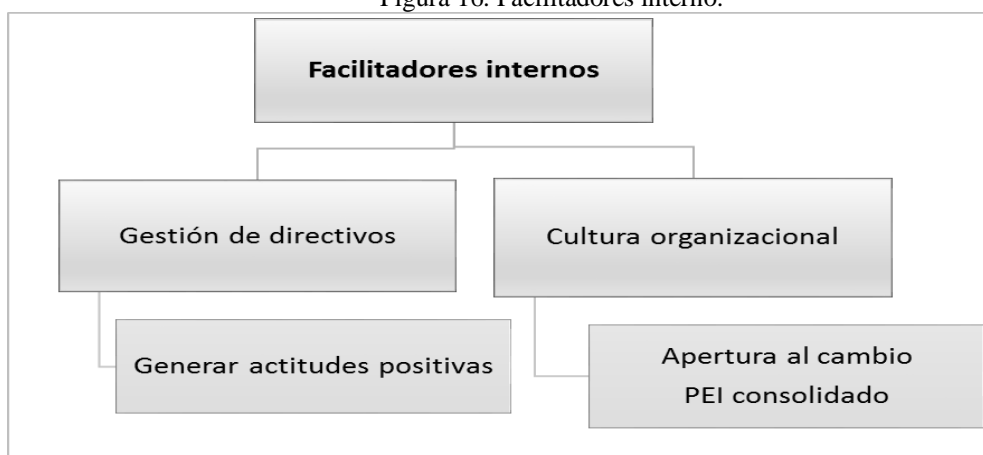 Figura 16. Facilitadores interno.
Facilitadores internos
Gestión de directivos
Cultura organizacional
Generar actitudes positivas
Apertura al cambio
PEI consolidado